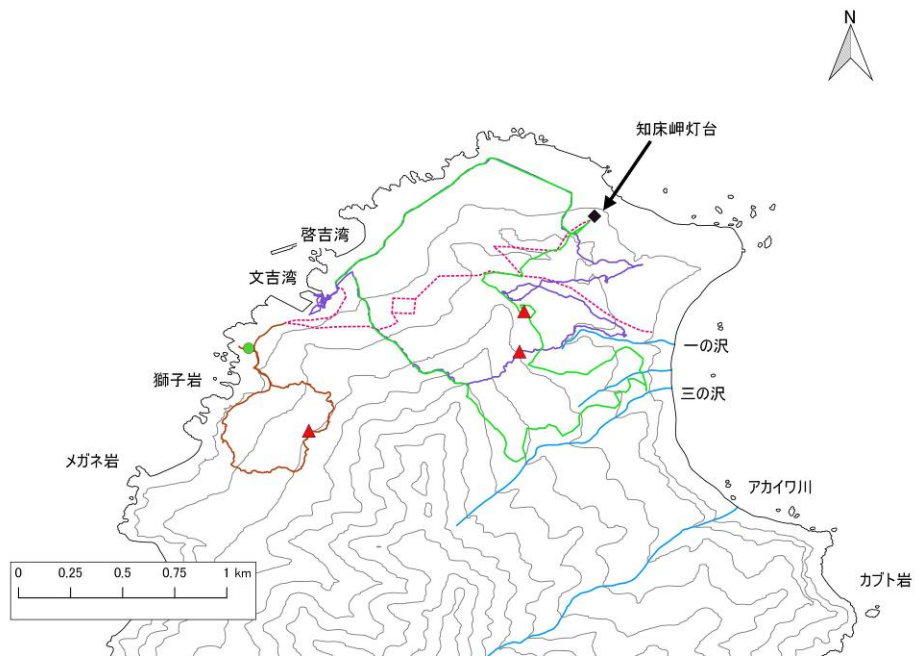 N
知床岬灯台
啓吉湾
文吉湾
一の沢
獅子岩
三の沢
メガネ岩
アカイワ川
0 0.25 0.5 0.75 1 km
カブト岩